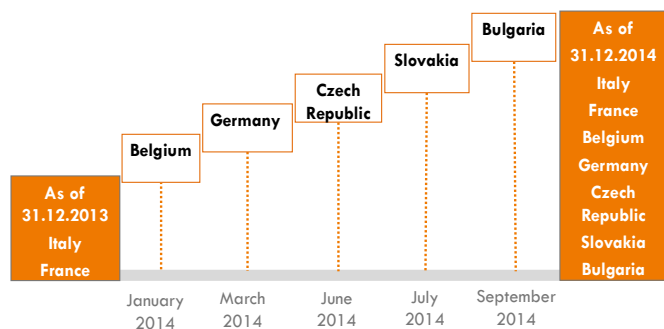 As of
31.12.2013
Italy
France
Belgium
Germany
Czech
Republic
Slovakia
Bulgaria
As of
31.12.2014
Italy
France
Belgium
Germany
Czech
Republic
Slovakia
Bulgaria
January
2014
March
2014
June
2014
July
2014
September
2014